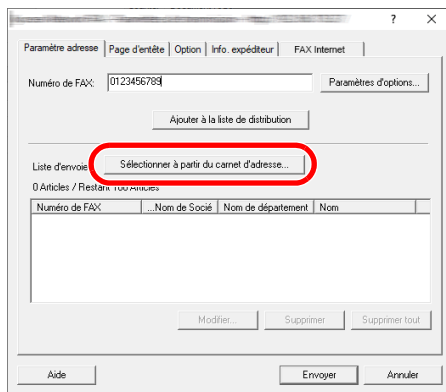 ? ×
Paramètre adresse Page d'entête Option Info. expéditeur FAX Internet
Numéro de FAX: 0123456789 Paramètres d'options...
Ajouter à la liste de distribution
Liste d'envoie Sélectionner à partir du carnet d'adresse...
0 Articles / Restant 100 Articles
Numéro de FAX ...Nom de Socié Nom de département Nom
Modifier... Supprimer Supprimer tout
Aide Envoyer Annuler